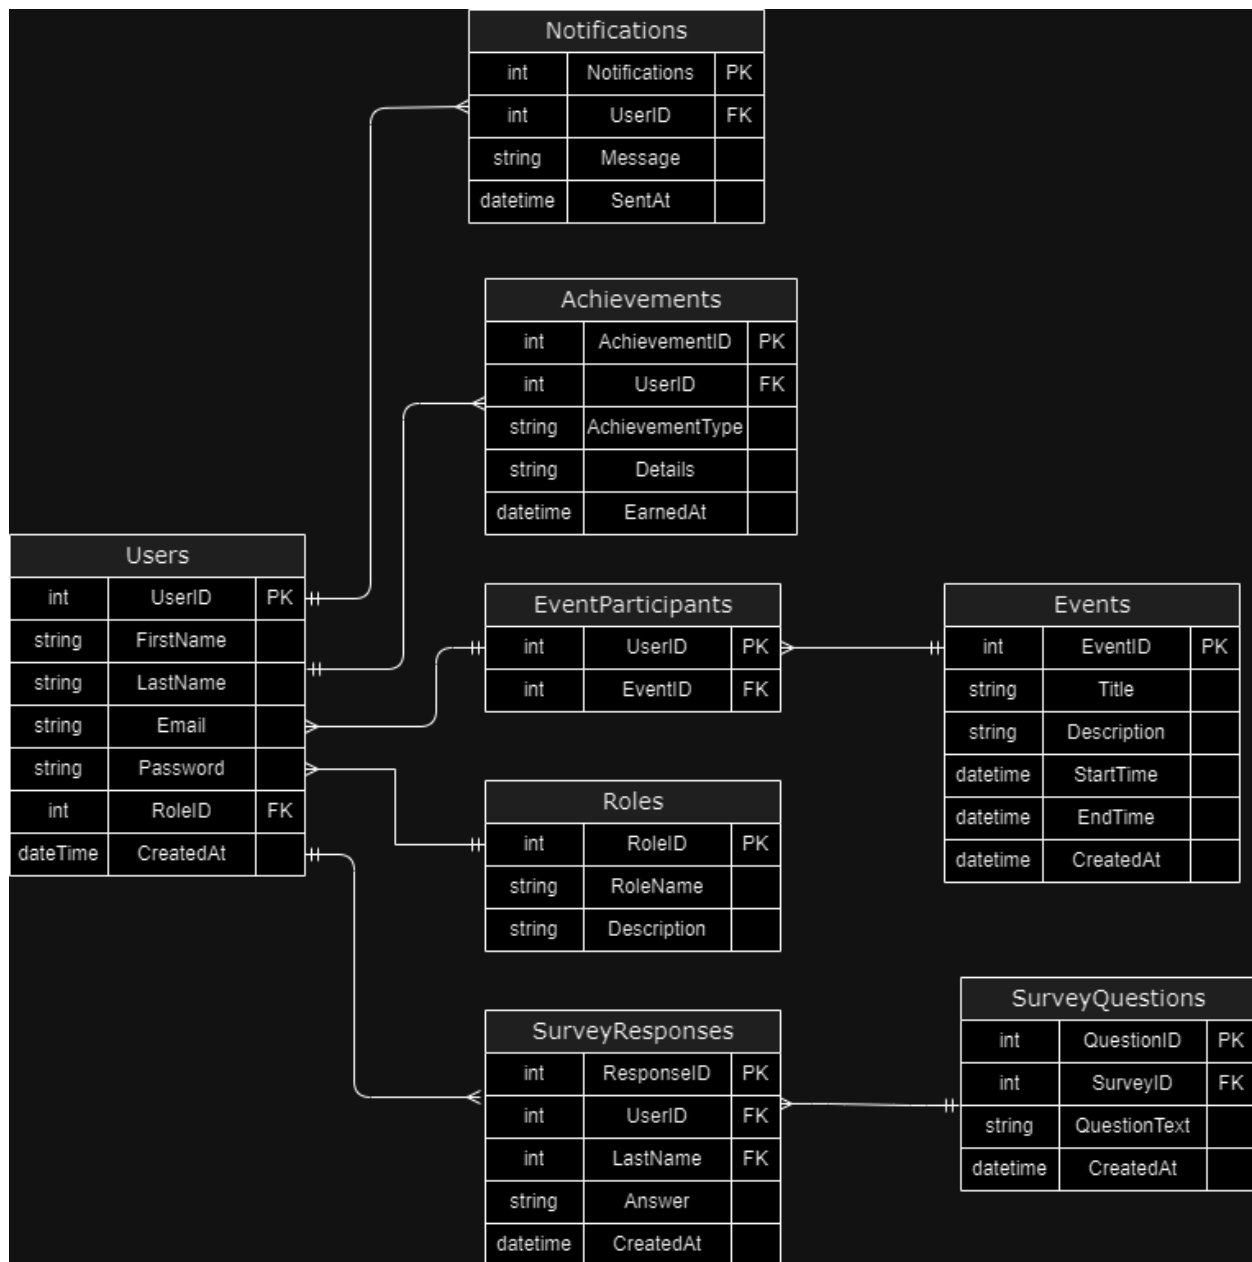 Notifications
int Notifications PK
int UserID FK
string Message
datetime SentAt
Achievements
int AchievementID PK
int UserID FK
string AchievementType
string Details
datetime EarnedAt
Users
int UserID PK
string FirstName
string LastName
string Email
string Password
int RoleID FK
dateTime CreatedAt
EventParticipants
int UserID PK
int EventID FK
Events
int EventID PK
string Title
string Description
datetime StartTime
datetime EndTime
datetime CreatedAt
Roles
int RoleID PK
string RoleName
string Description
SurveyResponses
int ResponseID PK
int UserID FK
int LastName FK
string Answer
datetime CreatedAt
SurveyQuestions
int QuestionID PK
int SurveyID FK
string QuestionText
datetime CreatedAt